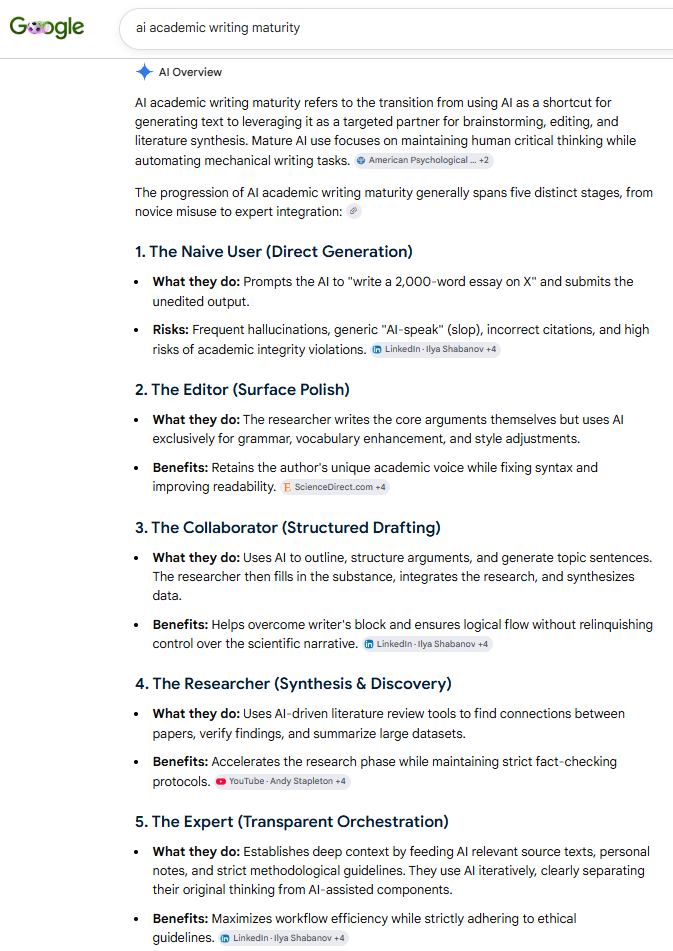 Google
ai academic writing maturity
AI Overview
AI academic writing maturity refers to the transition from using AI as a shortcut for
generating text to leveraging it as a targeted partner for brainstorming, editing, and
literature synthesis. Mature AI use focuses on maintaining human critical thinking while
automating mechanical writing tasks. American Psychological ... +2
The progression of AI academic writing maturity generally spans five distinct stages, from
novice misuse to expert integration:
1. The Naive User (Direct Generation)
• What they do: Prompts the AI to "write a 2,000-word essay on X" and submits the
unedited output.
• Risks: Frequent hallucinations, generic "AI-speak" (slop), incorrect citations, and high
risks of academic integrity violations. LinkedIn · Ilya Shabanov +4
2. The Editor (Surface Polish)
• What they do: The researcher writes the core arguments themselves but uses AI
exclusively for grammar, vocabulary enhancement, and style adjustments.
• Benefits: Retains the author's unique academic voice while fixing syntax and
improving readability. ScienceDirect.com +4
3. The Collaborator (Structured Drafting)
• What they do: Uses AI to outline, structure arguments, and generate topic sentences.
The researcher then fills in the substance, integrates the research, and synthesizes
data.
• Benefits: Helps overcome writer's block and ensures logical flow without relinquishing
control over the scientific narrative. LinkedIn · Ilya Shabanov +4
4. The Researcher (Synthesis & Discovery)
• What they do: Uses AI-driven literature review tools to find connections between
papers, verify findings, and summarize large datasets.
• Benefits: Accelerates the research phase while maintaining strict fact-checking
protocols. YouTube · Andy Stapleton +4
5. The Expert (Transparent Orchestration)
• What they do: Establishes deep context by feeding AI relevant source texts, personal
notes, and strict methodological guidelines. They use AI iteratively, clearly separating
their original thinking from AI-assisted components.
• Benefits: Maximizes workflow efficiency while strictly adhering to ethical
guidelines. LinkedIn · Ilya Shabanov +4